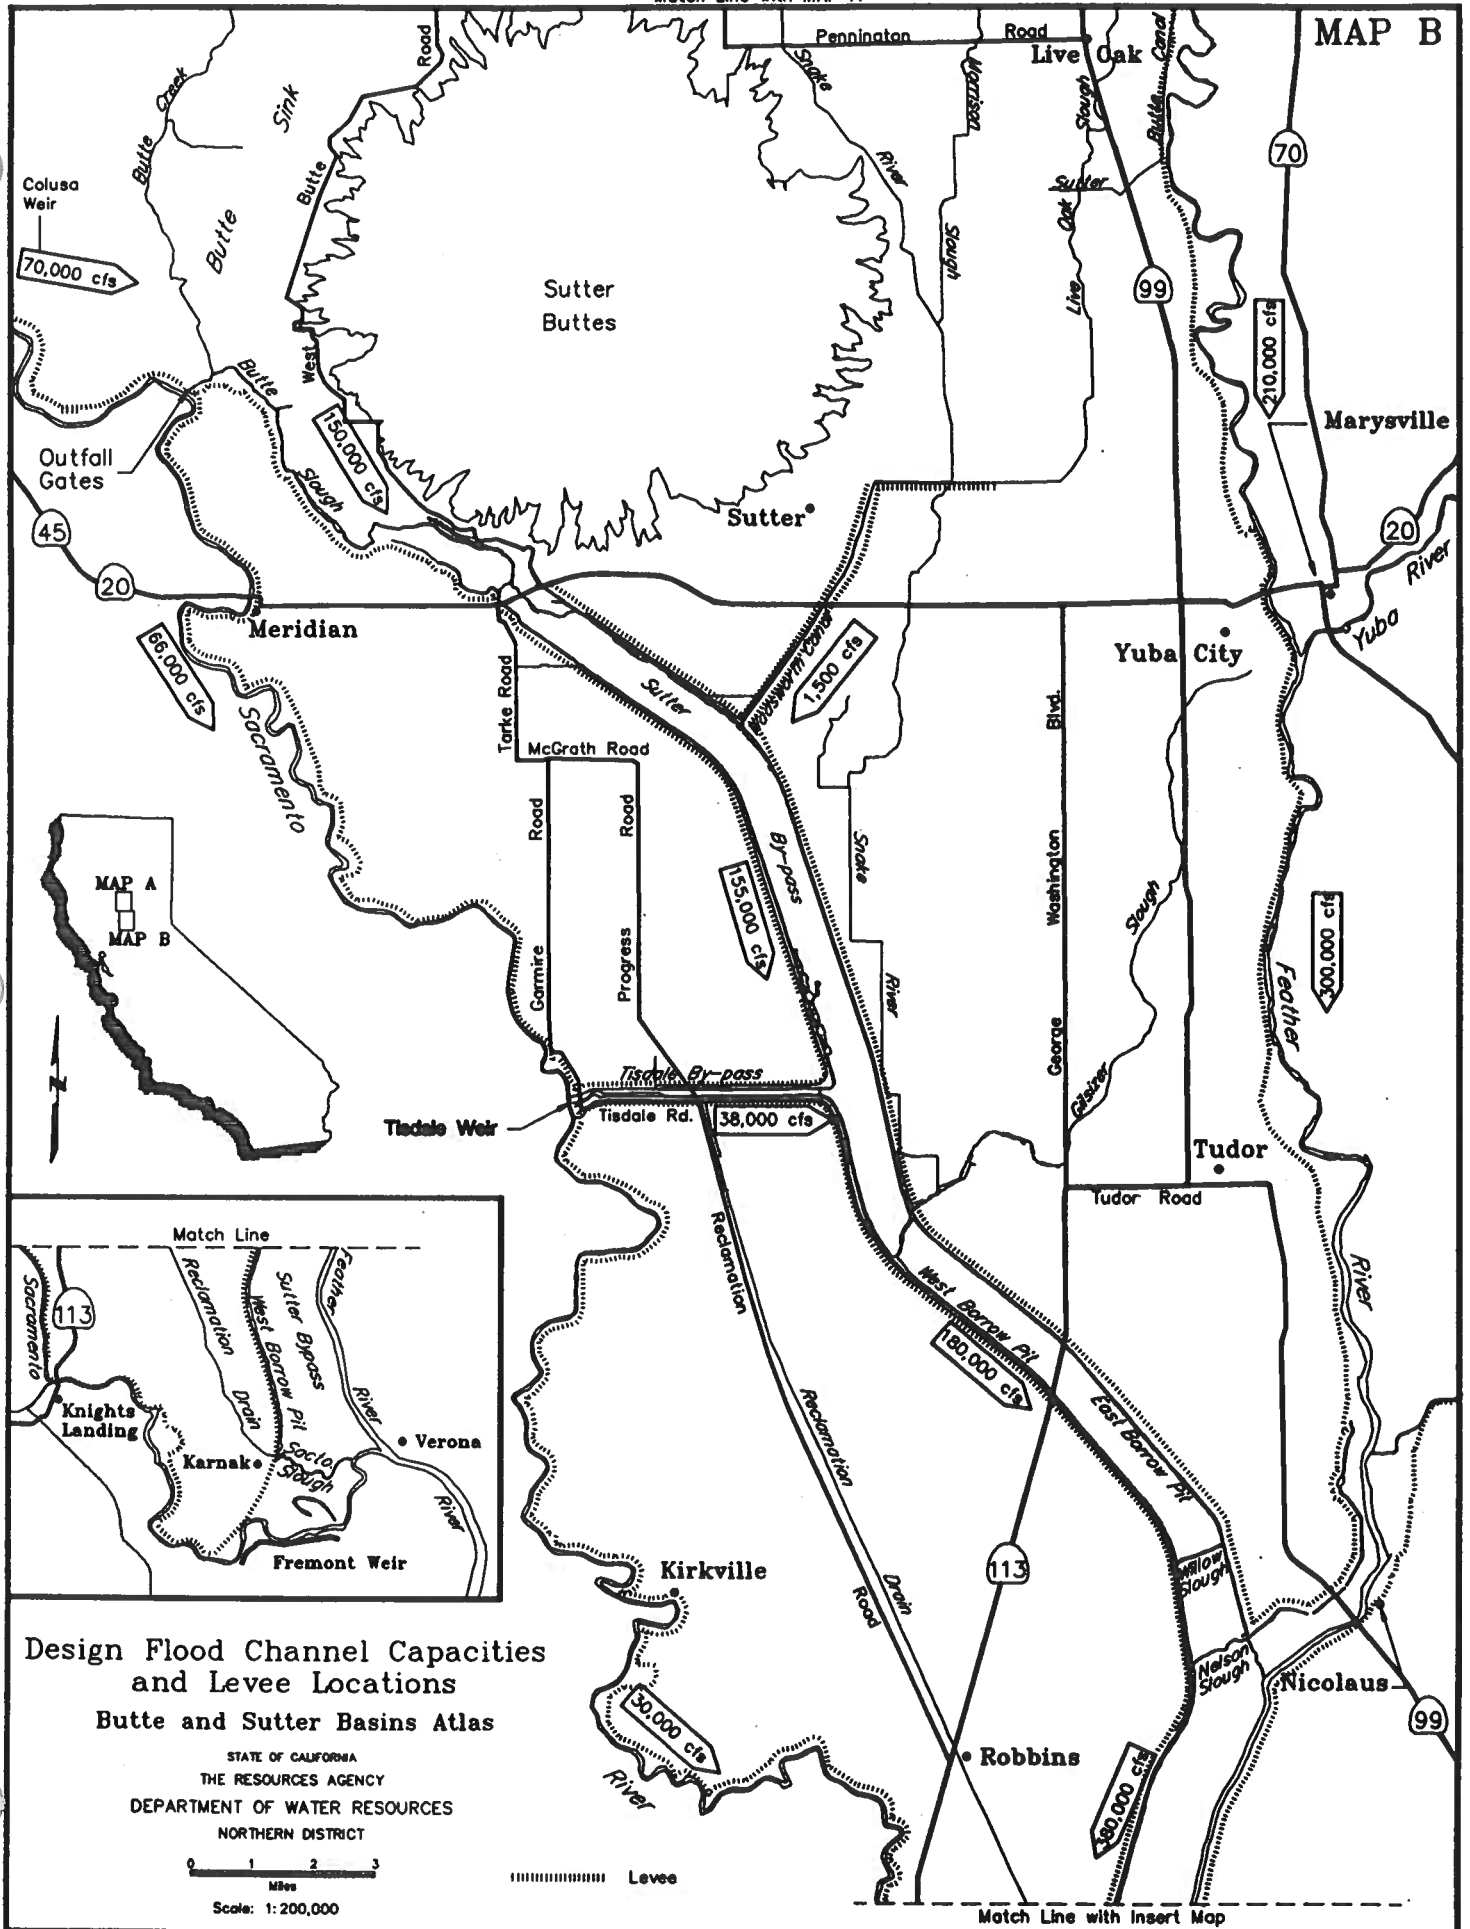 Match Line with MAP A
MAP B
Pennington Road
Live Oak
Road
Butte Creek
Butte Sink
Butte
West
Colusa
Weir
70,000 cfs
Snake
River
Morrison
Slough
Live Oak Slough
Sutter
Butte Canal
70
99
Sutter
Buttes
210,000 cfs
Marysville
Butte
Slough
150,000 cfs
Outfall
Gates
45
20
Sutter
20
Yuba River
Meridian
66,000 cfs
Sacramento
Tarke Road
Sutter
Wadsworth Canal
1,500 cfs
Yuba City
McGrath Road
Garmire Road
Progress Road
By-pass
155,000 cfs
Snake
River
George Washington Blvd.
Gilsizer Slough
Feather
300,000 cfs
MAP A
MAP B
N
Tisdale By-pass
Tisdale Weir
Tisdale Rd.
38,000 cfs
Tudor
Tudor Road
Reclamation
River
West Borrow Pit
180,000 cfs
East Borrow Pit
Match Line
Sacramento
113
Reclamation
Drain
West Borrow Pit
Sutter Bypass
Feather
River
Knights
Landing
Karnak
Sacto.
Slough
Verona
River
Fremont Weir
Reclamation
Drain
Road
Kirkville
113
Willow
Slough
Nelson
Slough
Nicolaus
99
30,000 cfs
River
Robbins
380,000 cfs
Design Flood Channel Capacities
and Levee Locations
Butte and Sutter Basins Atlas
STATE OF CALIFORNIA
THE RESOURCES AGENCY
DEPARTMENT OF WATER RESOURCES
NORTHERN DISTRICT
0 1 2 3
Miles
Scale: 1:200,000
Levee
Match Line with Insert Map